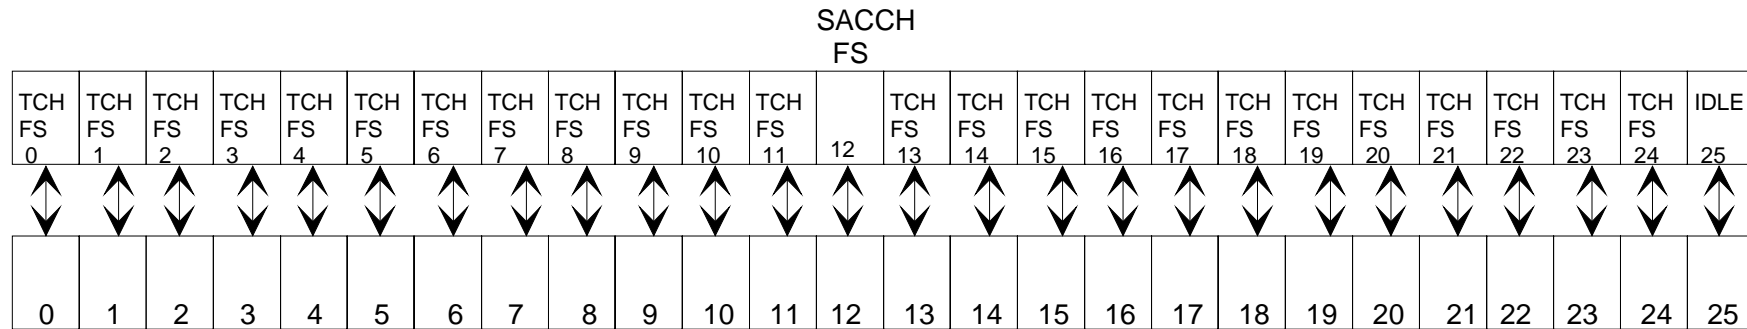 SACCH
FS
TCH TCH TCH TCH TCH TCH TCH TCH TCH TCH TCH TCH TCH TCH TCH TCH TCH TCH TCH TCH TCH TCH TCH TCH IDLE
FS FS FS FS FS FS FS FS FS FS FS FS FS FS FS FS FS FS FS FS FS FS FS FS
0 1 2 3 4 5 6 7 8 9 10 11 12 13 14 15 16 17 18 19 20 21 22 23 24 25
0 1 2 3 4 5 6 7 8 9 10 11 12 13 14 15 16 17 18 19 20 21 22 23 24 25